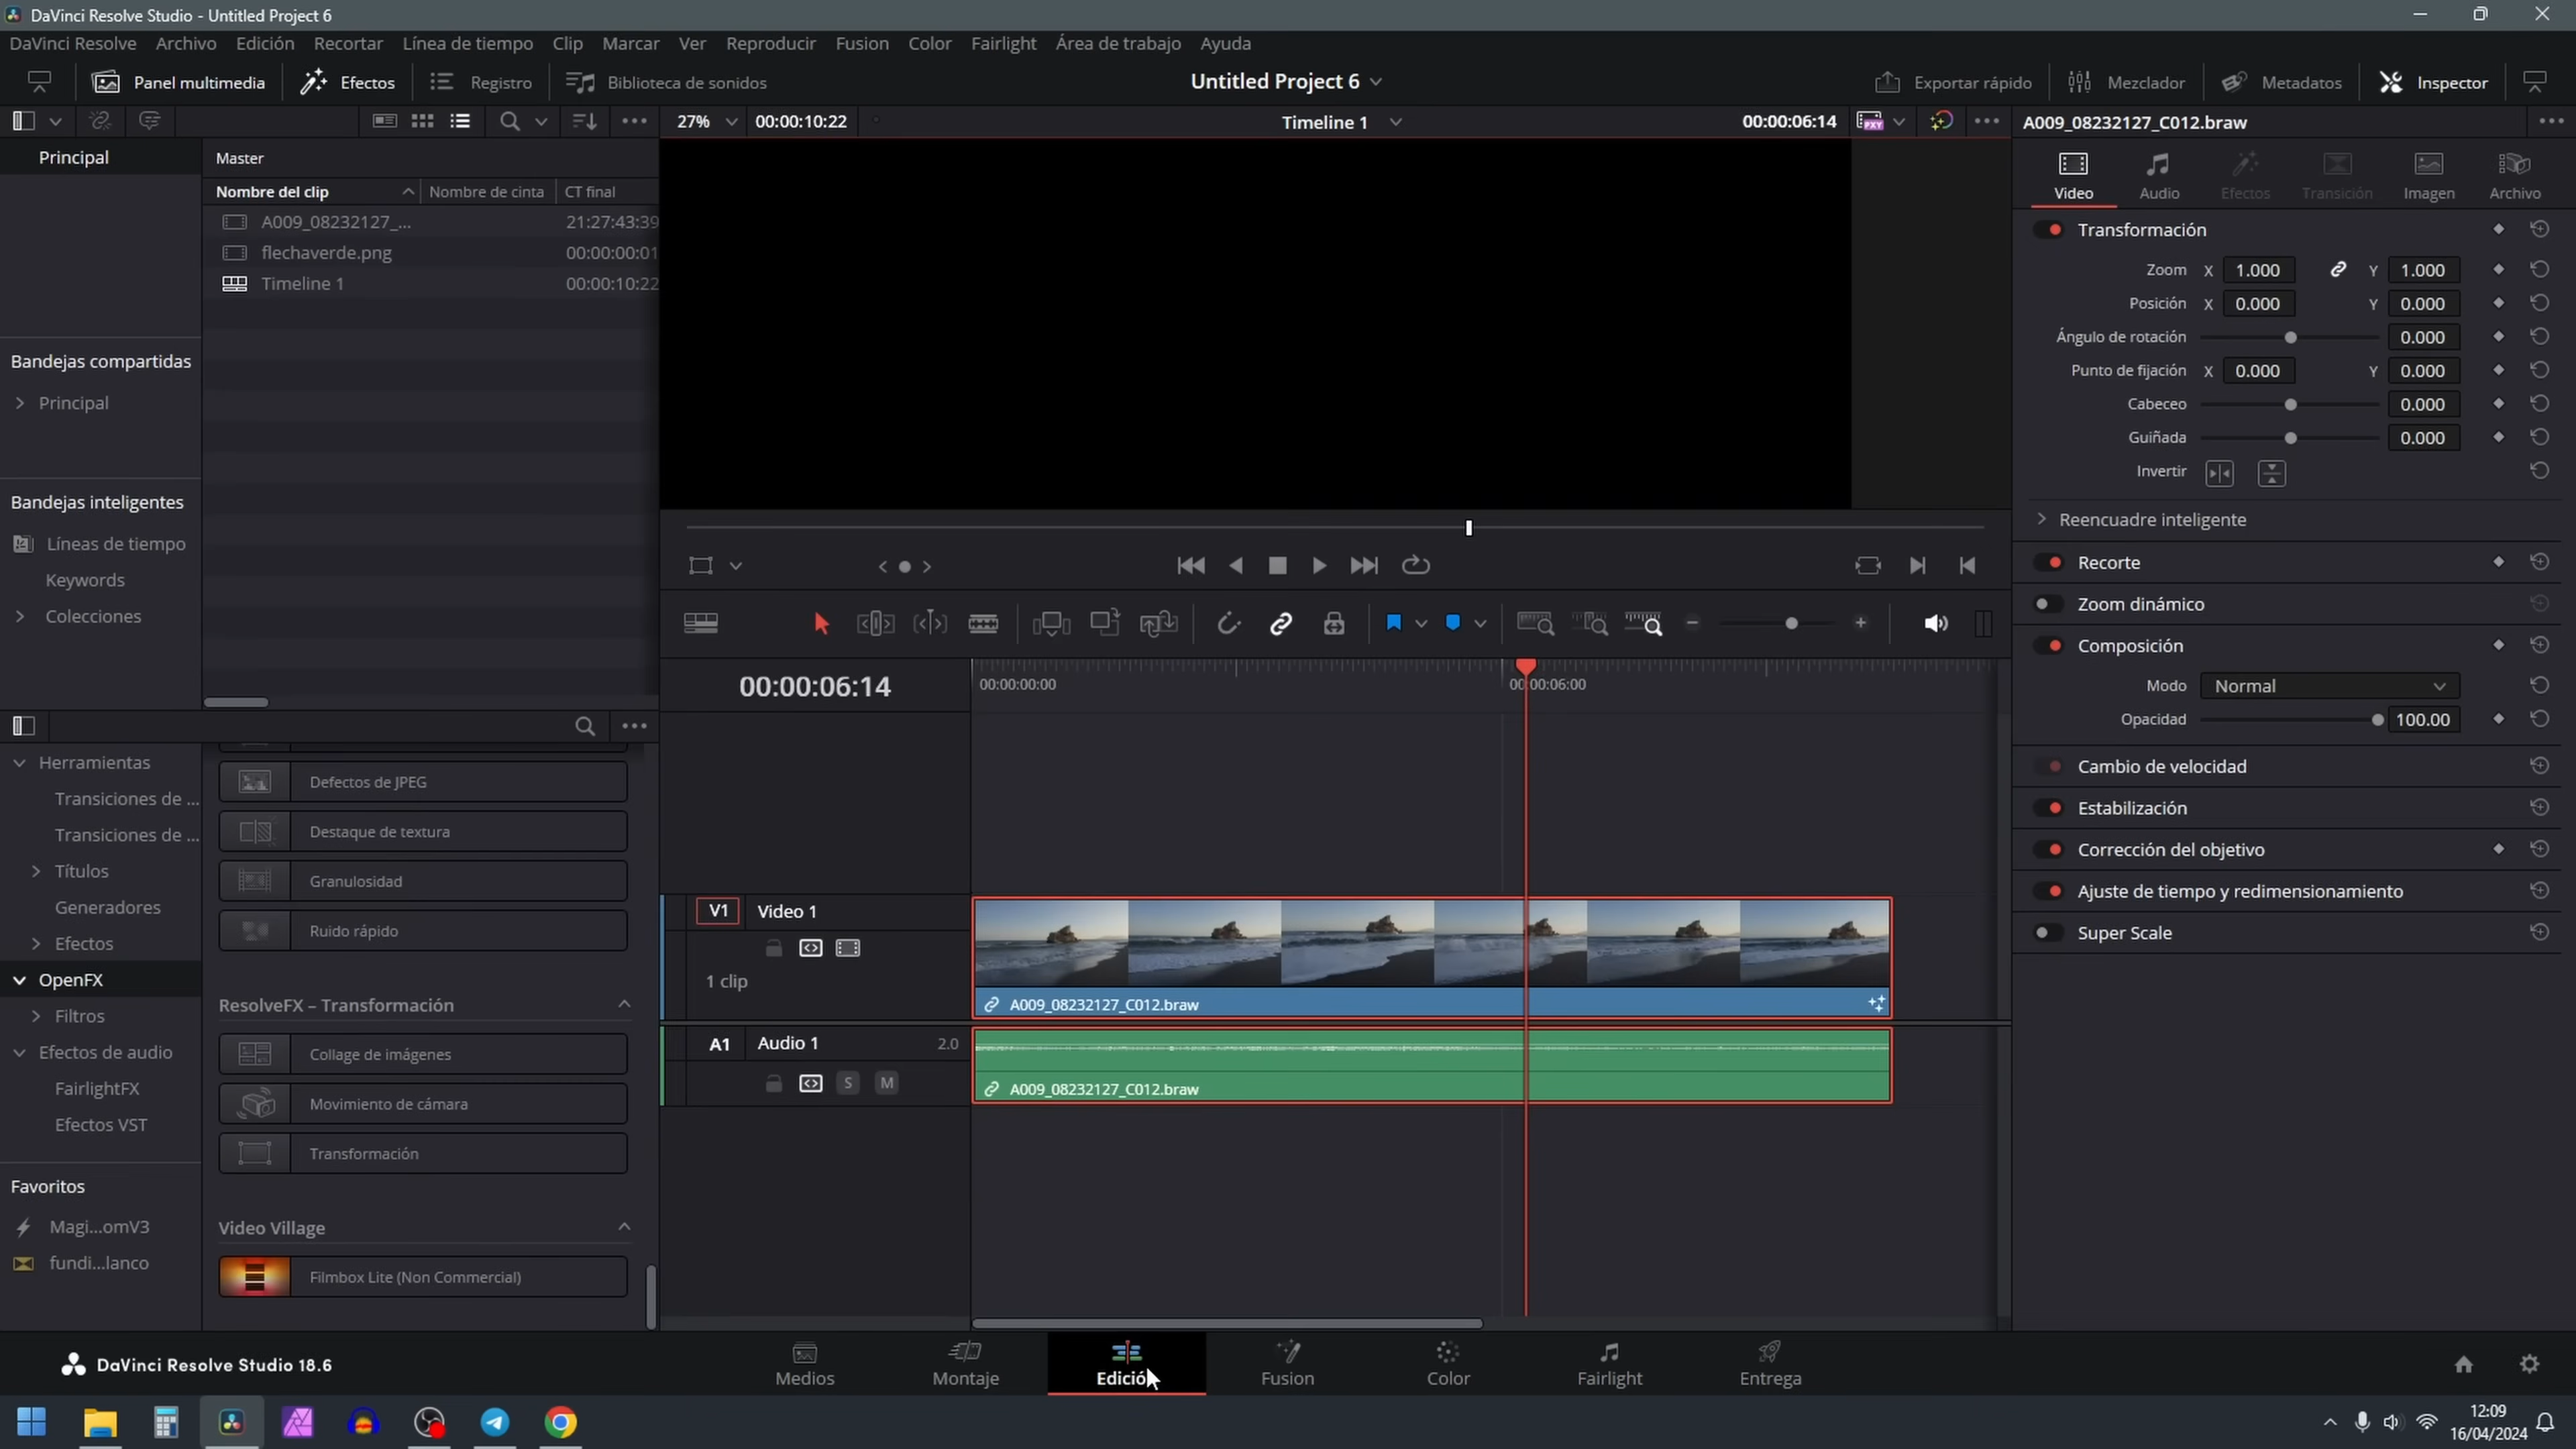 DaVinci Resolve Studio - Untitled Project 6
DaVinci Resolve Archivo Edición Recortar Línea de tiempo Clip Marcar Ver Reproducir Fusion Color Fairlight Área de trabajo Ayuda
Panel multimedia Efectos Registro Biblioteca de sonidos Untitled Project 6 Exportar rápido Mezclador Metadatos Inspector
27% 00:00:10:22 Timeline 1 00:00:06:14 PXY A009_08232127_C012.braw
Principal
Master
Nombre del clip Nombre de cinta CT final
A009_08232127_... 21:27:43:39
flechaverde.png 00:00:00:01
Timeline 1 00:00:10:22
Bandejas compartidas
Principal
Bandejas inteligentes
Líneas de tiempo
Keywords
Colecciones
Video Audio Efectos Transición Imagen Archivo
Transformación
Zoom X 1.000 Y 1.000
Posición X 0.000 Y 0.000
Ángulo de rotación 0.000
Punto de fijación X 0.000 Y 0.000
Cabeceo 0.000
Guiñada 0.000
Invertir
Reencuadre inteligente
Recorte
Zoom dinámico
Composición
Modo Normal
Opacidad 100.00
Cambio de velocidad
Estabilización
Corrección del objetivo
Ajuste de tiempo y redimensionamiento
Super Scale
Herramientas
Transiciones de ...
Transiciones de ...
Títulos
Generadores
Efectos
OpenFX
Filtros
Efectos de audio
FairlightFX
Efectos VST
Favoritos
Magi...omV3
fundi...lanco
Defectos de JPEG
Destaque de textura
Granulosidad
Ruido rápido
ResolveFX – Transformación
Collage de imágenes
Movimiento de cámara
Transformación
Video Village
Filmbox Lite (Non Commercial)
00:00:06:14
00:00:00:00 00:00:06:00
V1 Video 1
1 clip
A009_08232127_C012.braw
A1 Audio 1 2.0
S M
A009_08232127_C012.braw
DaVinci Resolve Studio 18.6
Medios Montaje Edición Fusion Color Fairlight Entrega
12:09
16/04/2024